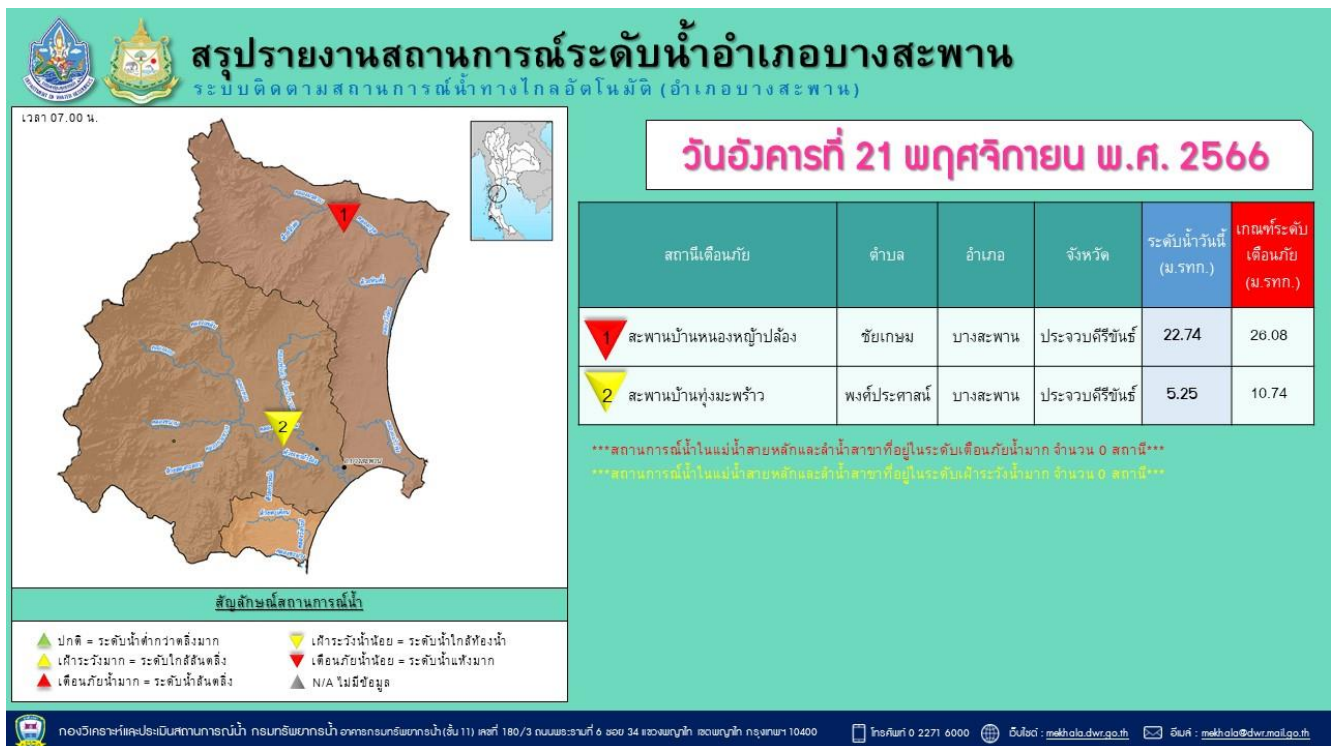 สรุปรายงานสถานการณ์ระดับน้ำอำเภอบางสะพาน
ระบบติดตามสถานการณ์น้ำทางไกลอัตโนมัติ (อำเภอบางสะพาน)
เวลา 07.00 น.
1
2
สัญลักษณ์สถานการณ์น้ำ
ปกติ = ระดับน้ำต่ำกว่าตลิ่งมาก
เฝ้าระวังมาก = ระดับใกล้ล้นตลิ่ง
เตือนภัยน้ำมาก = ระดับน้ำล้นตลิ่ง
เฝ้าระวังน้ำน้อย = ระดับน้ำใกล้ท้องน้ำ
เตือนภัยน้ำน้อย = ระดับน้ำแห้งมาก
N/A ไม่มีข้อมูล
วันอังคารที่ 21 พฤศจิกายน พ.ศ. 2566
สถานีเตือนภัย ตำบล อำเภอ จังหวัด ระดับน้ำวันนี้ (ม.รทก.) เกณฑ์ระดับเตือนภัย (ม.รทก.)
1 สะพานบ้านหนองหญ้าปล้อง ชัยเกษม บางสะพาน ประจวบคีรีขันธ์ 22.74 26.08
2 สะพานบ้านทุ่งมะพร้าว พงศ์ประศาสน์ บางสะพาน ประจวบคีรีขันธ์ 5.25 10.74
***สถานการณ์น้ำในแม่น้ำสายหลักและลำน้ำสาขาที่อยู่ในระดับเตือนภัยน้ำมาก จำนวน 0 สถานี***
***สถานการณ์น้ำในแม่น้ำสายหลักและลำน้ำสาขาที่อยู่ในระดับเฝ้าระวังน้ำมาก จำนวน 0 สถานี***
กองวิเคราะห์และประเมินสถานการณ์น้ำ กรมทรัพยากรน้ำ อาคารกรมทรัพยากรน้ำ (ชั้น 11) เลขที่ 180/3 ถนนพระรามที่ 6 ซอย 34 แขวงพญาไท เขตพญาไท กรุงเทพฯ 10400
โทรศัพท์ 0 2271 6000
เว็บไซต์ : mekhala.dwr.go.th
อีเมล์ : mekhala@dwr.mail.go.th